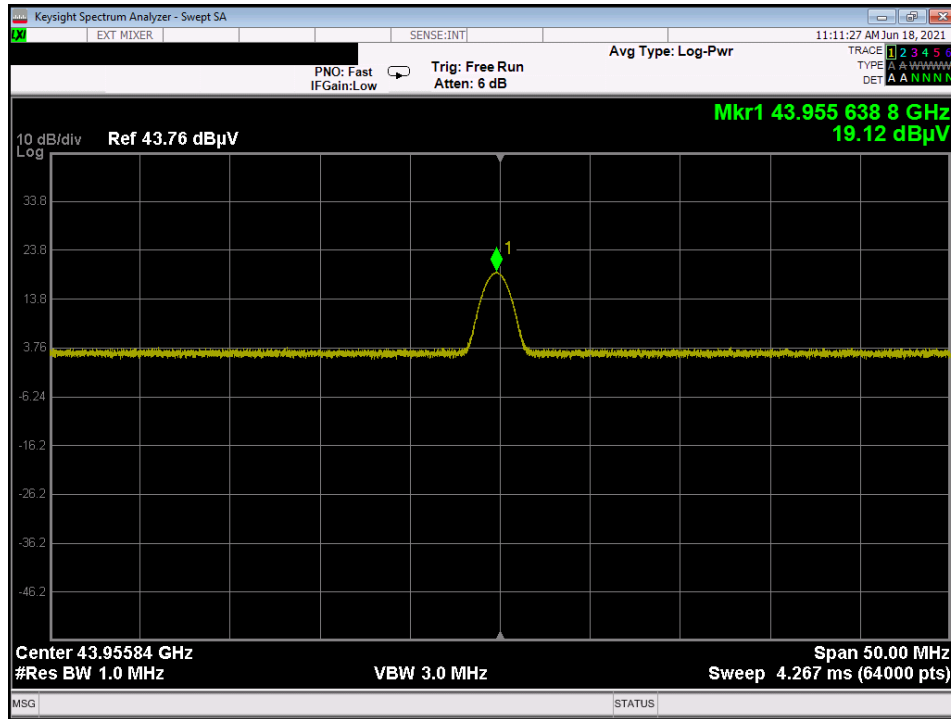 Keysight Spectrum Analyzer - Swept SA
LXI EXT MIXER SENSE:INT 11:11:27 AM Jun 18, 2021
Avg Type: Log-Pwr TRACE 1 2 3 4 5 6
PNO: Fast Trig: Free Run TYPE A A W W W W
IFGain:Low Atten: 6 dB DET A A N N N N
Mkr1 43.955 638 8 GHz
10 dB/div Ref 43.76 dBµV 19.12 dBµV
Log
33.8
23.8
1
13.8
3.76
-6.24
-16.2
-26.2
-36.2
-46.2
Center 43.95584 GHz Span 50.00 MHz
#Res BW 1.0 MHz VBW 3.0 MHz Sweep 4.267 ms (64000 pts)
MSG STATUS